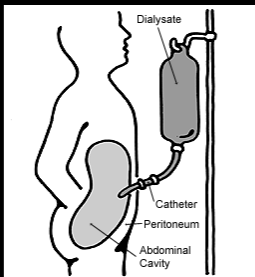 Dialysate
Catheter
Peritoneum
Abdominal
Cavity